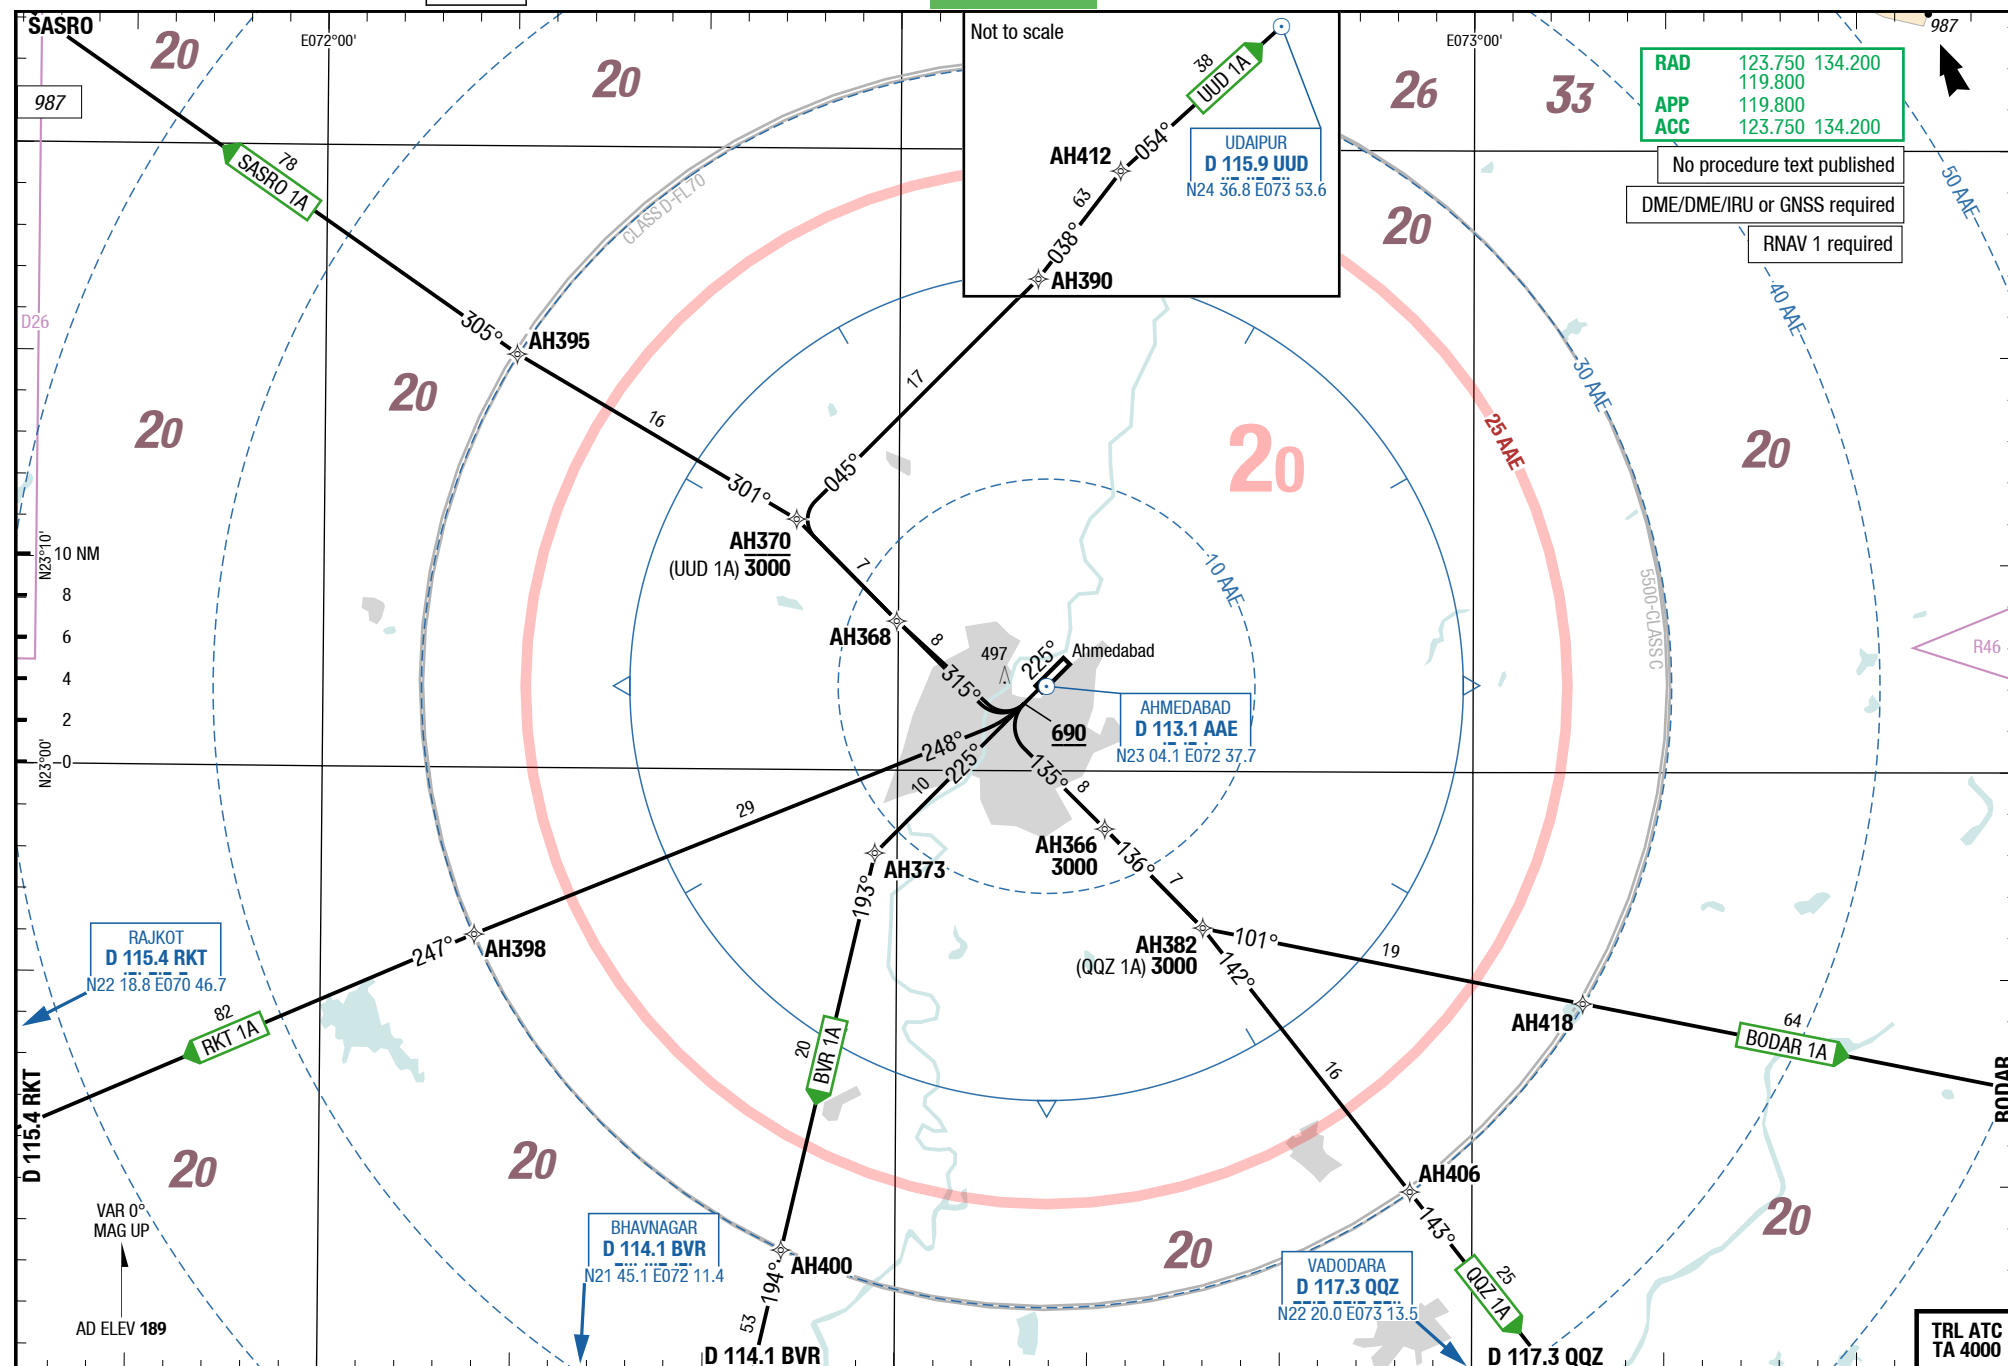 SASRO
E072°00'
20
20
987
78
SASRO 1A
CLASS D-FL70
D26
305°
AH395
20
20
16
301°
Not to scale
38
UUD 1A
054°
AH412
63
038°
AH390
UDAIPUR
D 115.9 UUD
N24 36.8 E073 53.6
E073°00'
26
33
20
987
RAD 123.750 134.200
119.800
APP 119.800
ACC 123.750 134.200
No procedure text published
DME/DME/IRU or GNSS required
RNAV 1 required
50 AAE
40 AAE
30 AAE
25 AAE
17
045°
20
20
AH370
(UUD 1A) 3000
7
10 AAE
N23°10'
10 NM
8
6
4
2
0
N23°00'
AH368
8
315°
497
225°
Ahmedabad
690
AHMEDABAD
D 113.1 AAE
N23 04.1 E072 37.7
5500-CLASS C
R46
248°
225°
10
29
135°
8
AH366
3000
136°
7
AH373
193°
AH382
(QQZ 1A) 3000
101°
19
142°
AH418
64
BODAR 1A
BODAR
RAJKOT
D 115.4 RKT
N22 18.8 E070 46.7
247°
AH398
82
RKT 1A
D 115.4 RKT
20
BVR 1A
16
20
20
20
20
AH406
143°
25
QQZ 1A
VAR 0°
MAG UP
AD ELEV 189
BHAVNAGAR
D 114.1 BVR
N21 45.1 E072 11.4
AH400
194°
53
D 114.1 BVR
VADODARA
D 117.3 QQZ
N22 20.0 E073 13.5
D 117.3 QQZ
TRL ATC
TA 4000